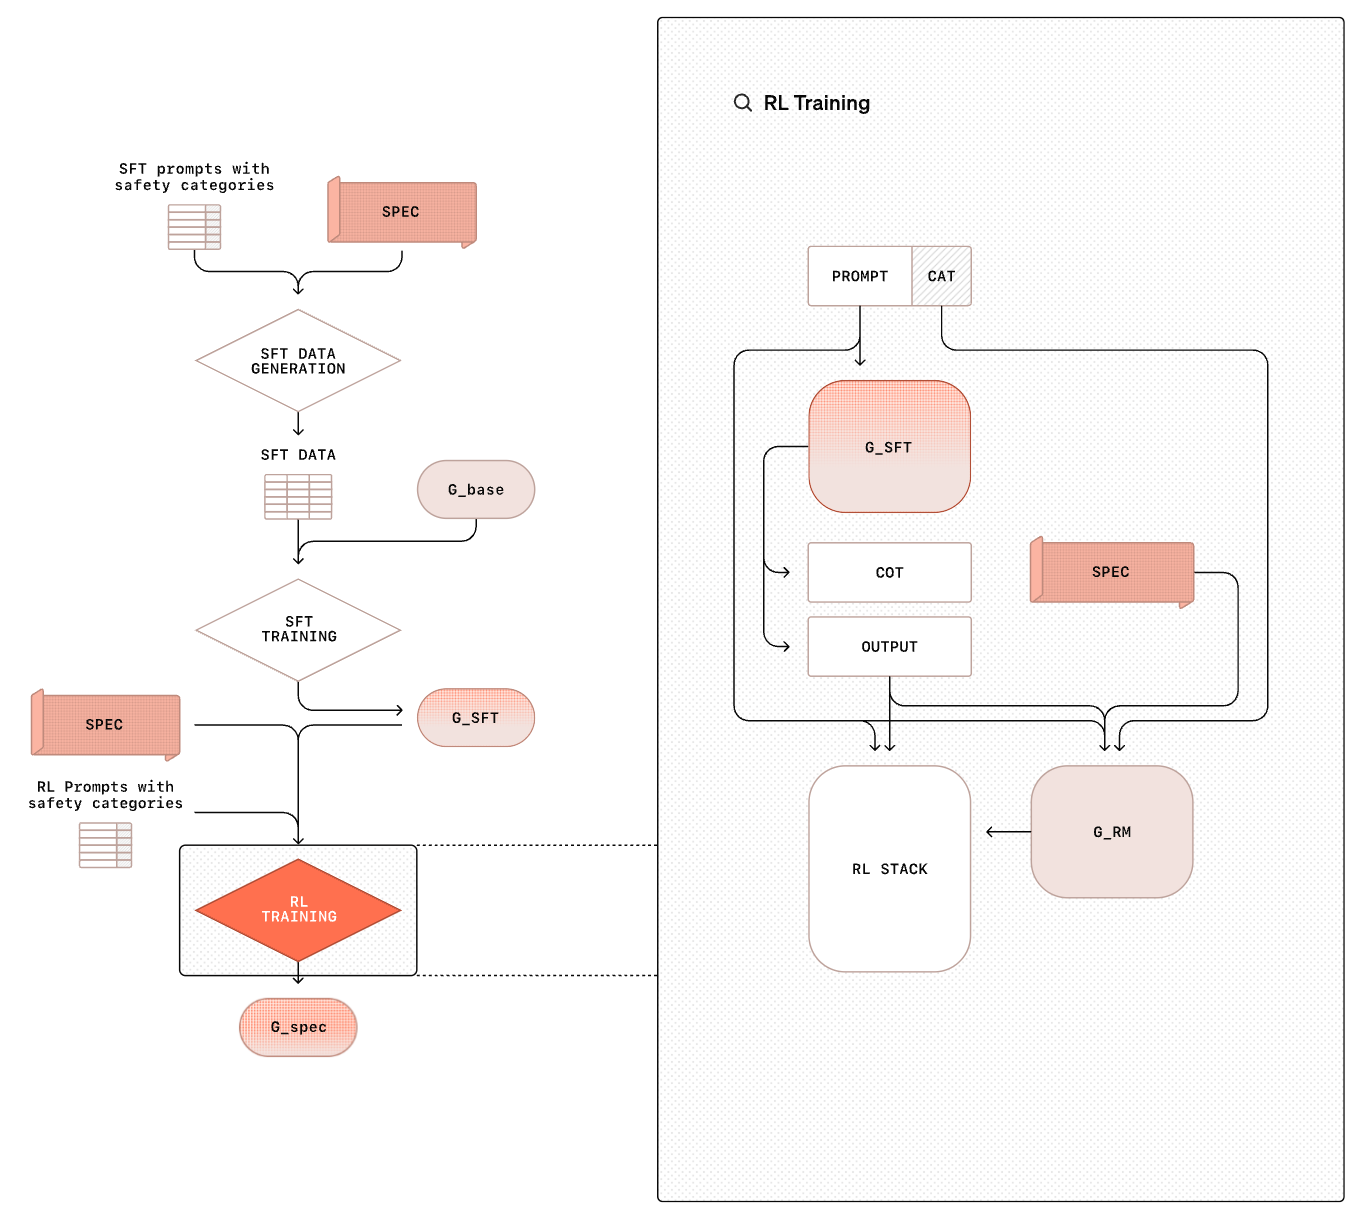 SFT prompts with
safety categories
SPEC
SFT DATA
GENERATION
SFT DATA
G_base
SFT
TRAINING
SPEC
G_SFT
RL Prompts with
safety categories
RL
TRAINING
G_spec
RL Training
PROMPT
CAT
G_SFT
COT
SPEC
OUTPUT
RL STACK
G_RM